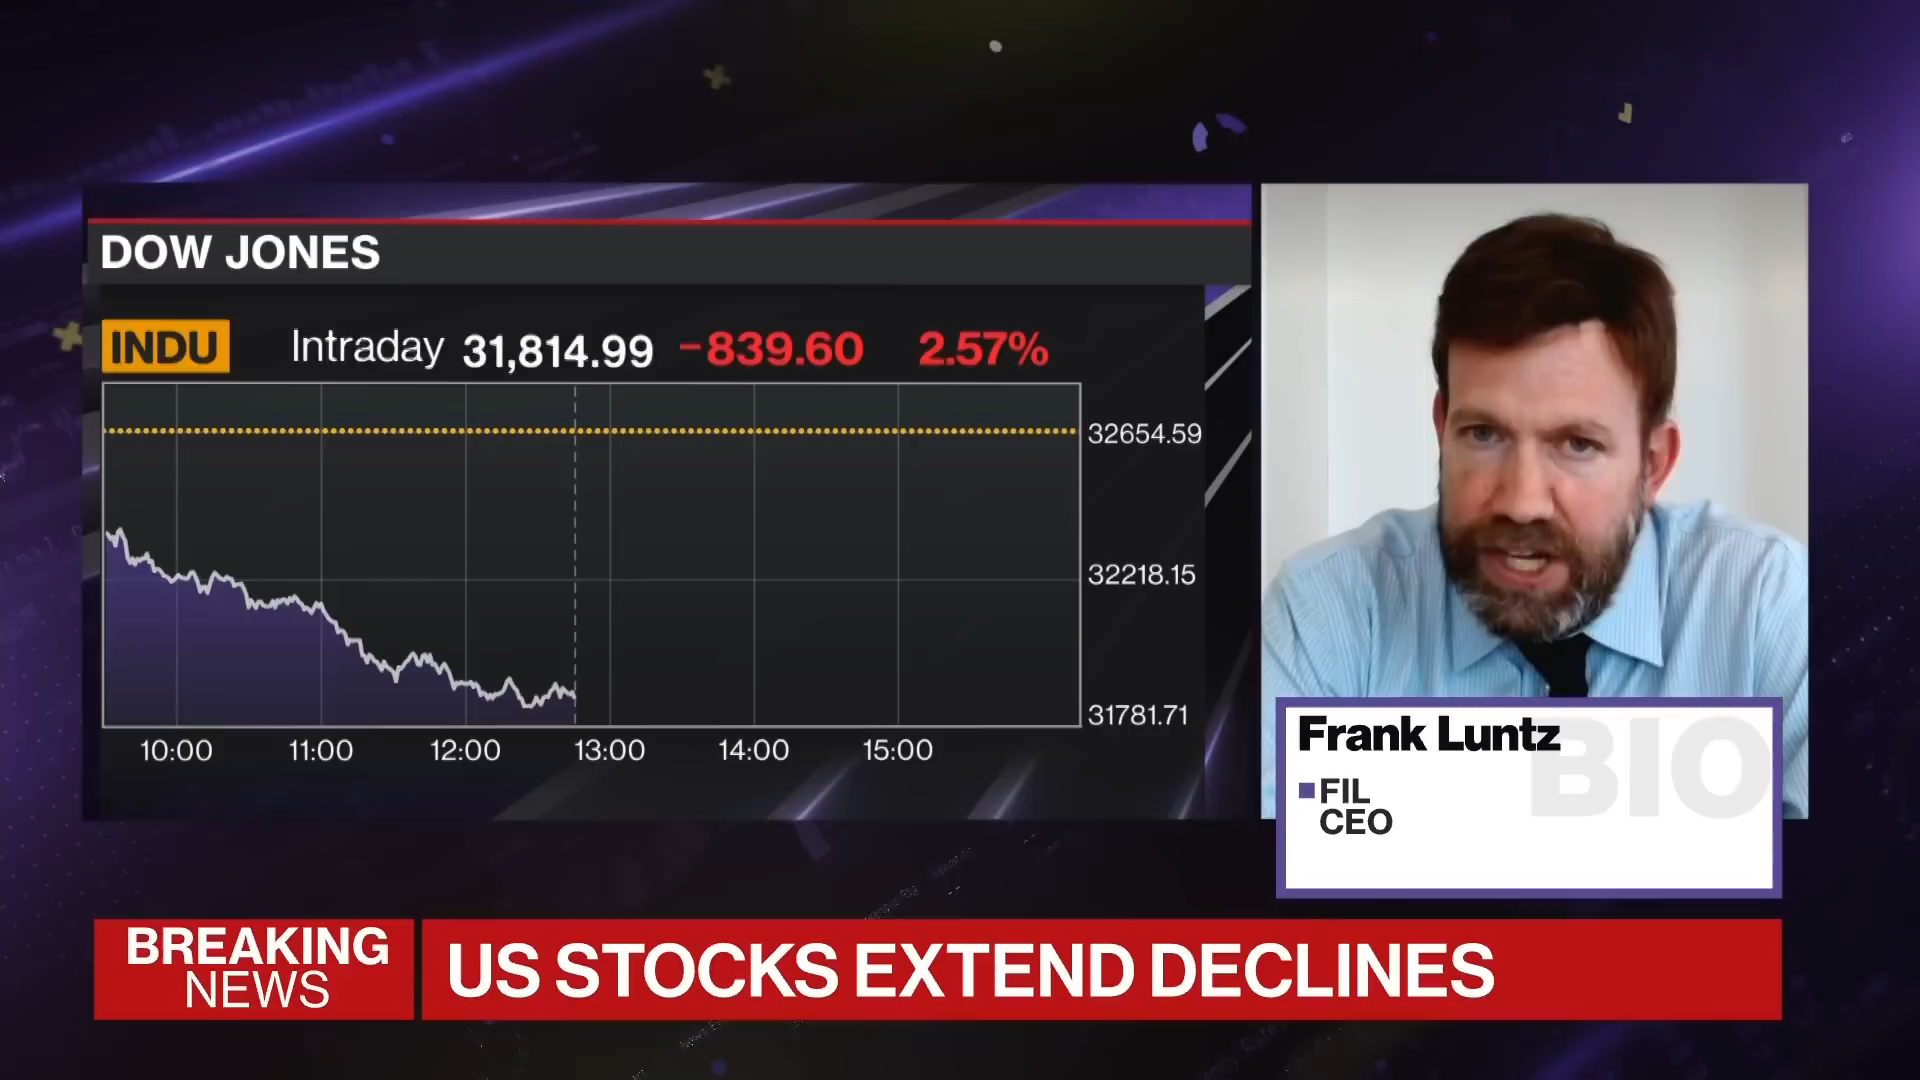 DOW JONES
INDU Intraday 31,814.99 -839.60 2.57%
32654.59
32218.15
31781.71
10:00 11:00 12:00 13:00 14:00 15:00
BIO
Frank Luntz
FIL
CEO
BREAKING
NEWS
US STOCKS EXTEND DECLINES